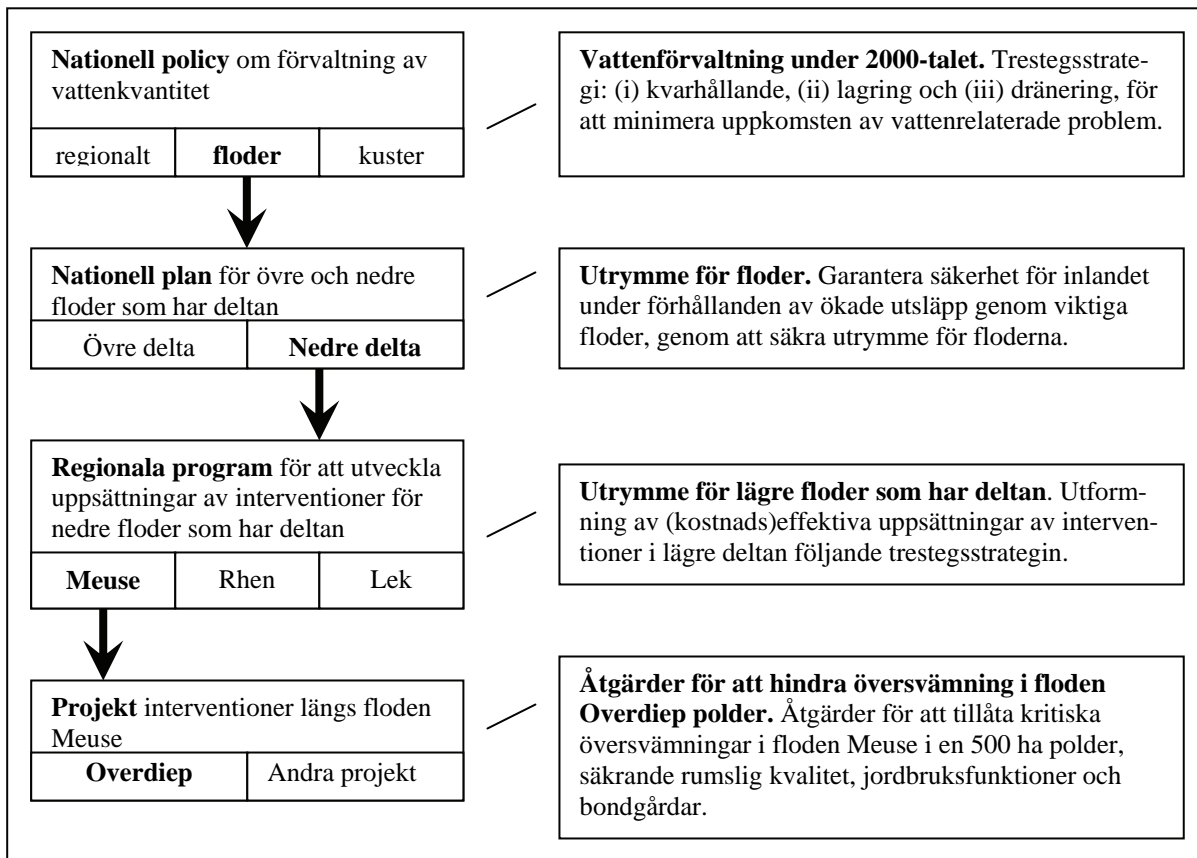 Nationell policy om förvaltning av
vattenkvantitet
regionalt
floder
kuster
Vattenförvaltning under 2000-talet. Trestegsstrate-
gi: (i) kvarhållande, (ii) lagring och (iii) dränering, för
att minimera uppkomsten av vattenrelaterade problem.
Nationell plan för övre och nedre
floder som har deltan
Övre delta
Nedre delta
Utrymme för floder. Garantera säkerhet för inlandet
under förhållanden av ökade utsläpp genom viktiga
floder, genom att säkra utrymme för floderna.
Regionala program för att utveckla
uppsättningar av interventioner för
nedre floder som har deltan
Meuse
Rhen
Lek
Utrymme för lägre floder som har deltan. Utform-
ning av (kostnads)effektiva uppsättningar av interven-
tioner i lägre deltan följande trestegsstrategin.
Projekt interventioner längs floden
Meuse
Overdiep
Andra projekt
Åtgärder för att hindra översvämning i floden
Overdiep polder. Åtgärder för att tillåta kritiska
översvämningar i floden Meuse i en 500 ha polder,
säkrande rumslig kvalitet, jordbruksfunktioner och
bondgårdar.